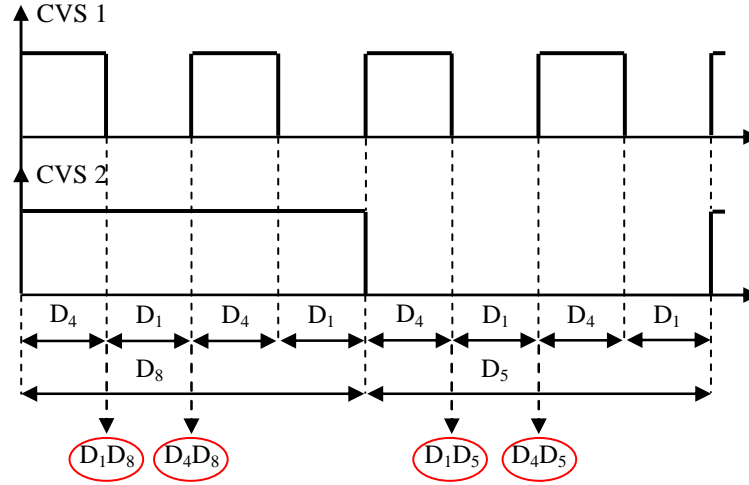 CVS 1
CVS 2
D₄ D₁ D₄ D₁ D₄ D₁ D₄ D₁
D₈ D₅
D₁D₈ D₄D₈ D₁D₅ D₄D₅